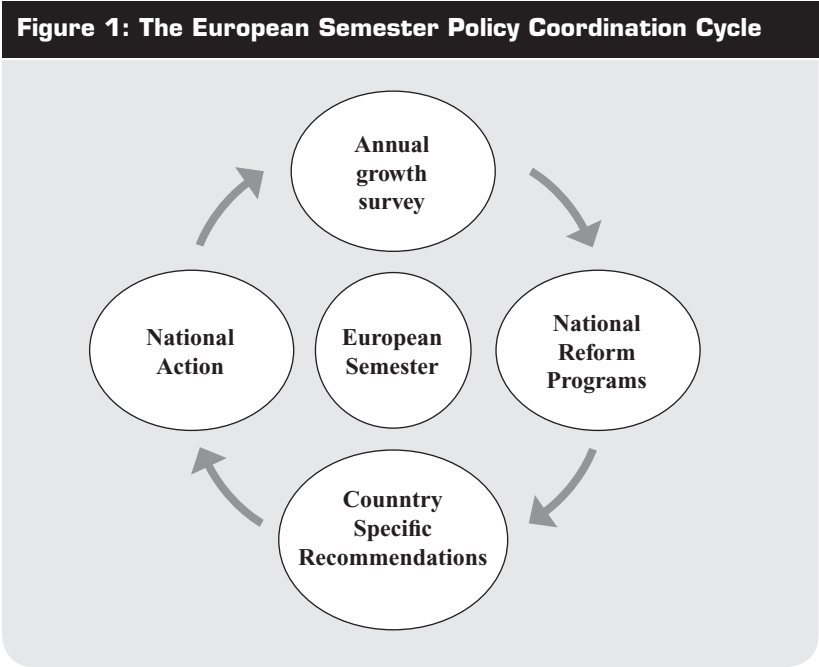 Figure 1: The European Semester Policy Coordination Cycle
Annual
growth
survey
National
Action
European
Semester
National
Reform
Programs
Counntry
Specific
Recommendations